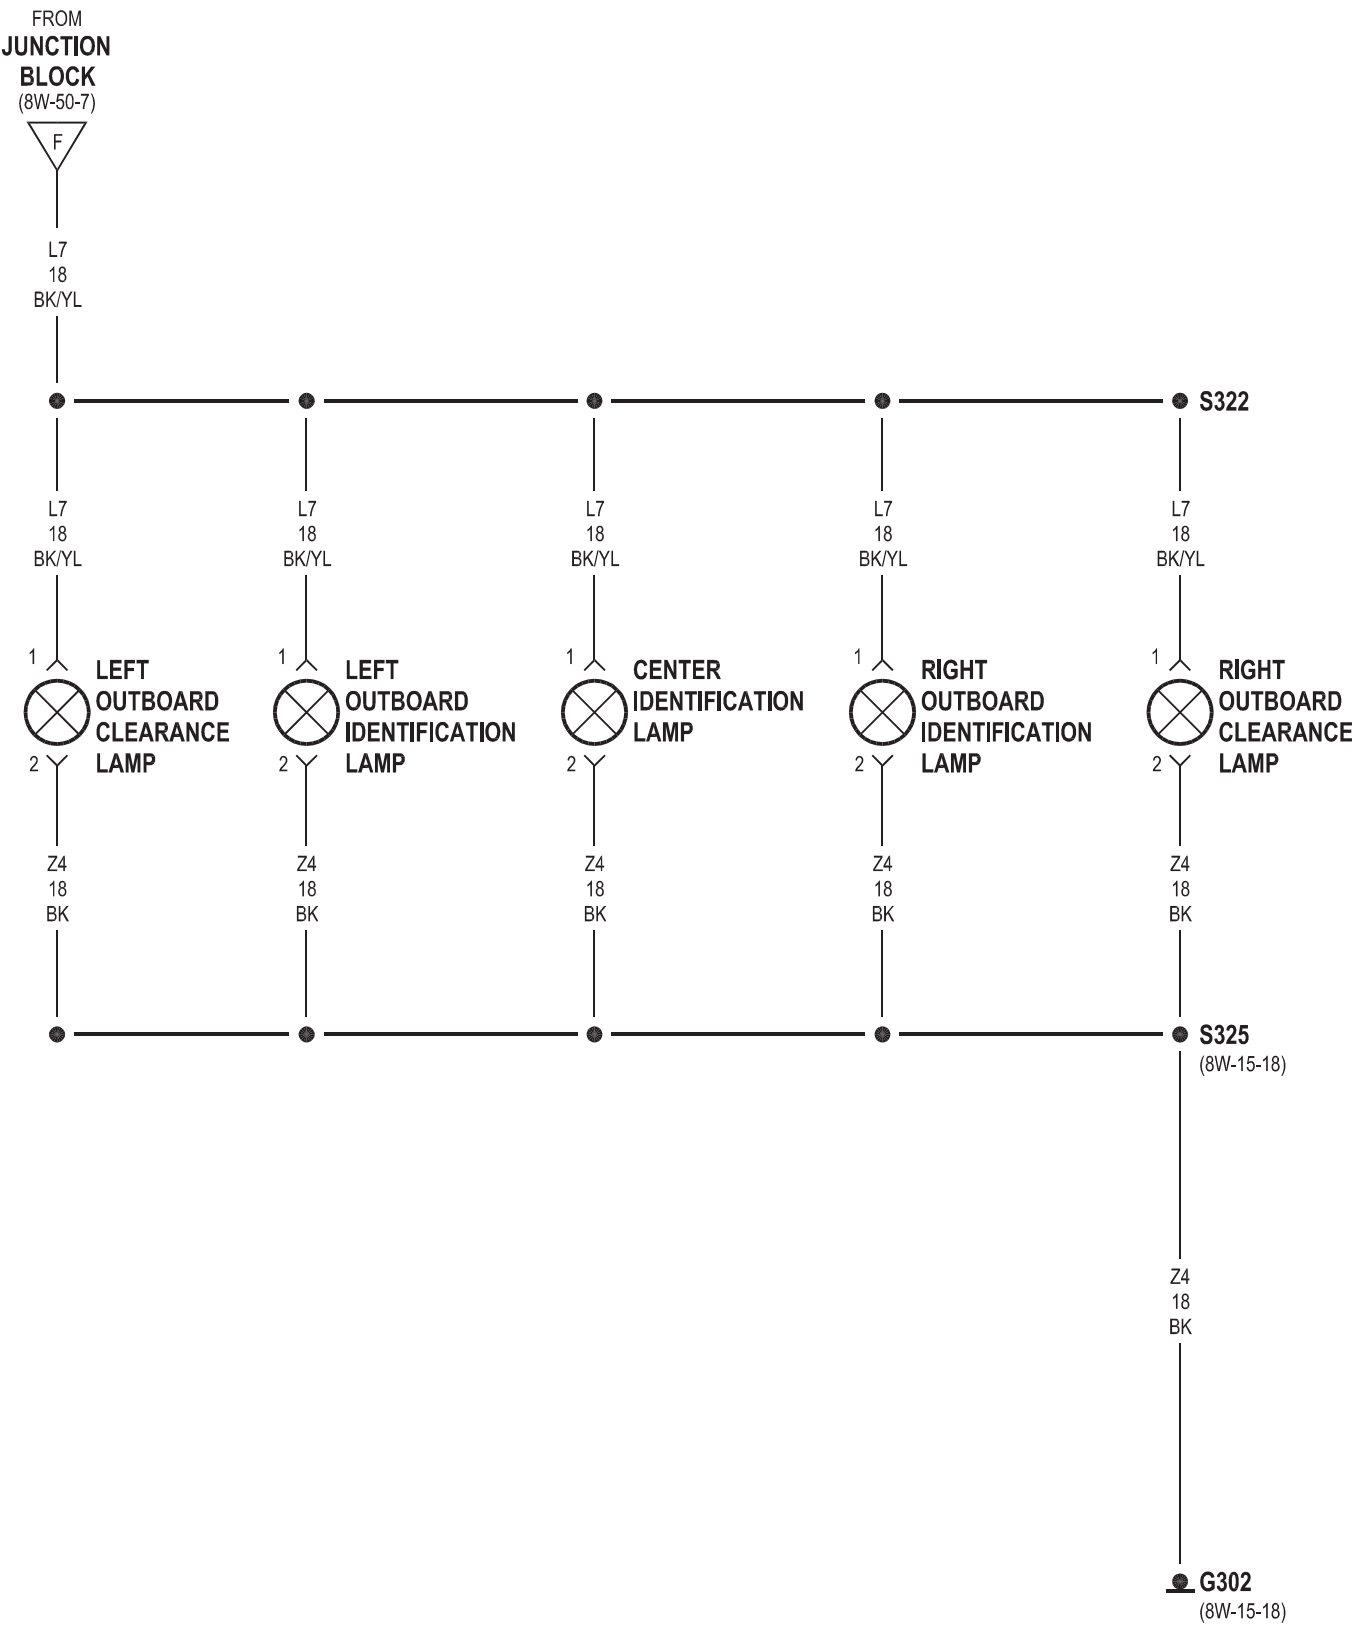 FROM
JUNCTION
BLOCK
(8W-50-7)
F
L7
18
BK/YL
S322
L7
18
BK/YL
L7
18
BK/YL
L7
18
BK/YL
L7
18
BK/YL
L7
18
BK/YL
1
LEFT
OUTBOARD
CLEARANCE
LAMP
2
1
LEFT
OUTBOARD
IDENTIFICATION
LAMP
2
1
CENTER
IDENTIFICATION
LAMP
2
1
RIGHT
OUTBOARD
IDENTIFICATION
LAMP
2
1
RIGHT
OUTBOARD
CLEARANCE
LAMP
2
Z4
18
BK
Z4
18
BK
Z4
18
BK
Z4
18
BK
Z4
18
BK
S325
(8W-15-18)
Z4
18
BK
G302
(8W-15-18)